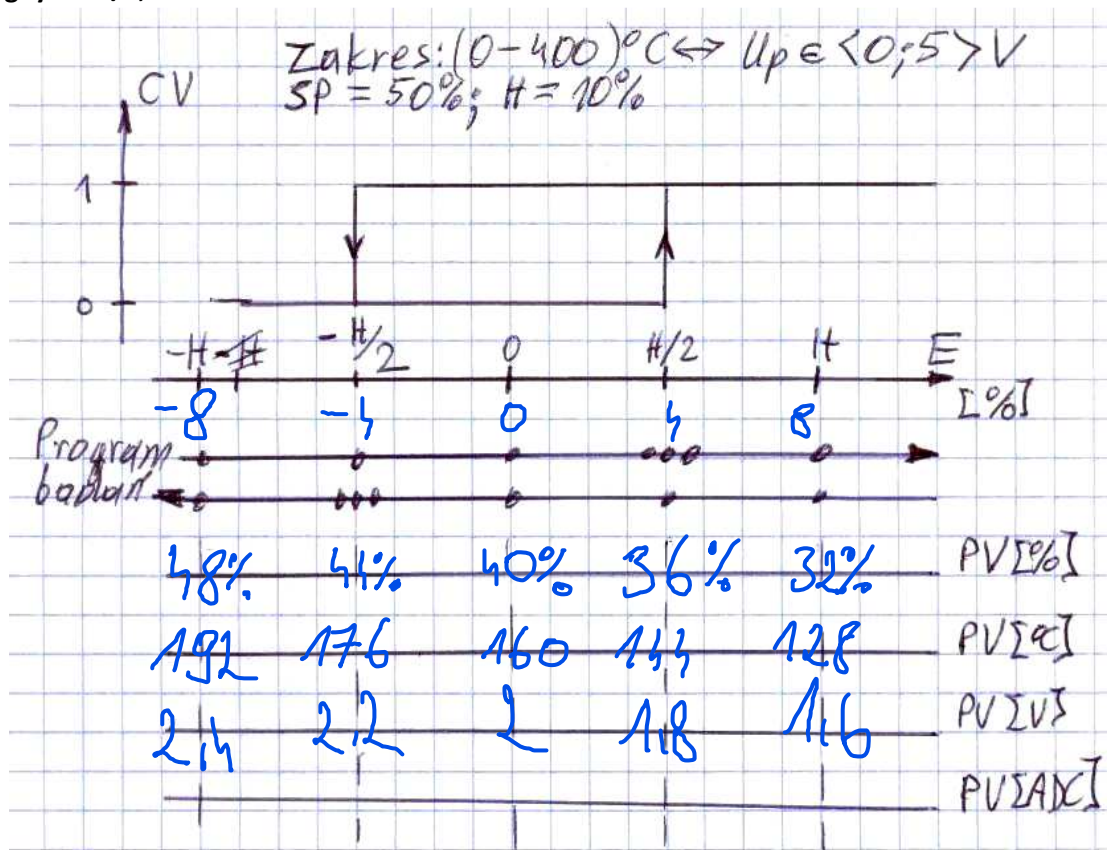 Zakres: (0-400)°C ⇔ Up ∈ <0;5> V
SP = 50%; H = 10%
CV
1
0
-H -H/2 0 H/2 H E
-8 -4 0 4 8 [%]
Program
badań
48% 44% 40% 36% 32% PV[%]
192 176 160 144 128 PV[°C]
2,4 2,2 2 1,8 1,6 PV[V]
PV[ADC]